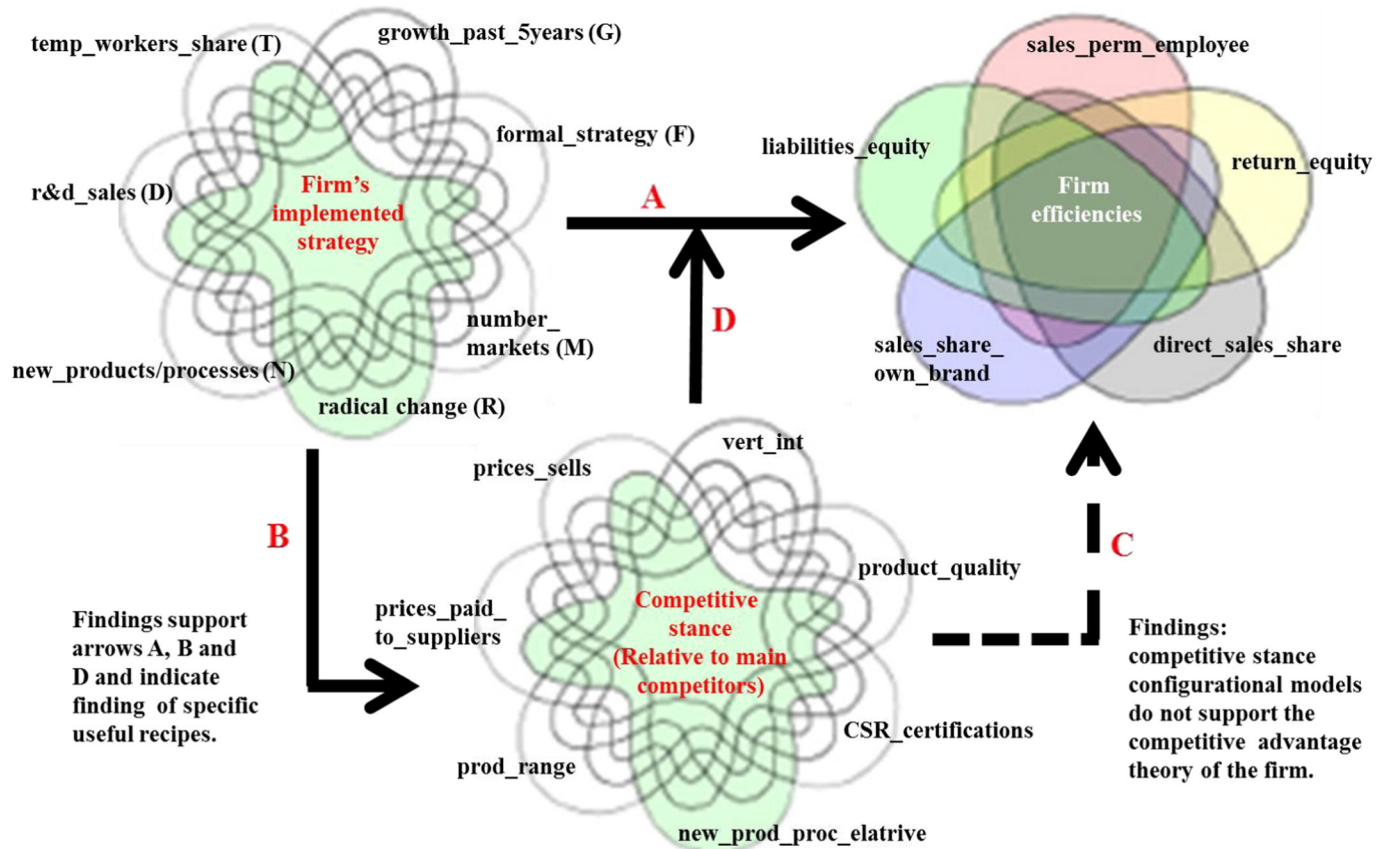 temp_workers_share (T)
growth_past_5years (G)
formal_strategy (F)
r&d_sales (D)
Firm's
implemented
strategy
number_
markets (M)
new_products/processes (N)
radical change (R)
A
sales_perm_employee
liabilities_equity
return_equity
Firm
efficiencies
sales_share_
own_brand
direct_sales_share
D
B
Findings support
arrows A, B and
D and indicate
finding of specific
useful recipes.
prices_sells
vert_int
product_quality
prices_paid_
to_suppliers
Competitive
stance
(Relative to main
competitors)
CSR_certifications
prod_range
new_prod_proc_elatrive
C
Findings:
competitive stance
configurational models
do not support the
competitive advantage
theory of the firm.